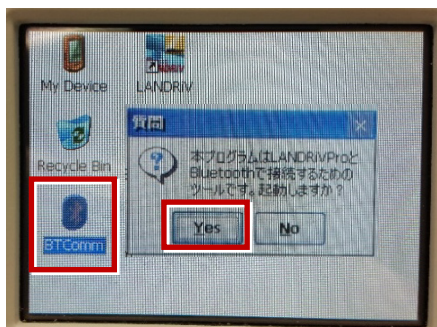 My Device
LANDRiV
Recycle Bin
BTComm
質問
本プログラムはLANDRiVProと
Bluetoothで接続するための
ツールです。起動しますか？
Yes
No